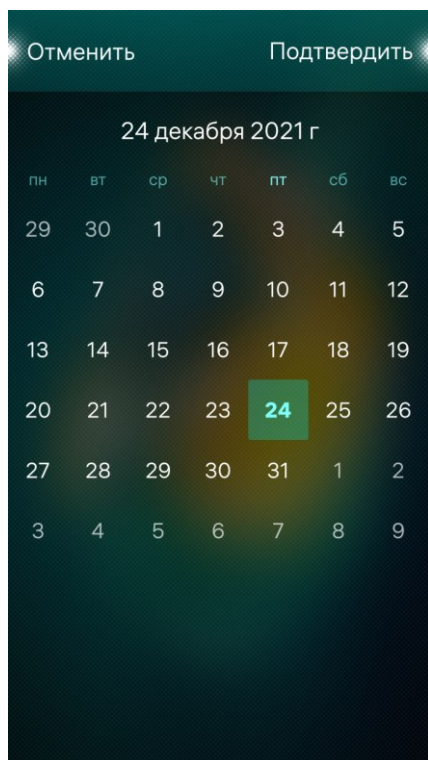 Отменить Подтвердить
24 декабря 2021 г
пн вт ср чт пт сб вс
29 30 1 2 3 4 5
6 7 8 9 10 11 12
13 14 15 16 17 18 19
20 21 22 23 24 25 26
27 28 29 30 31 1 2
3 4 5 6 7 8 9